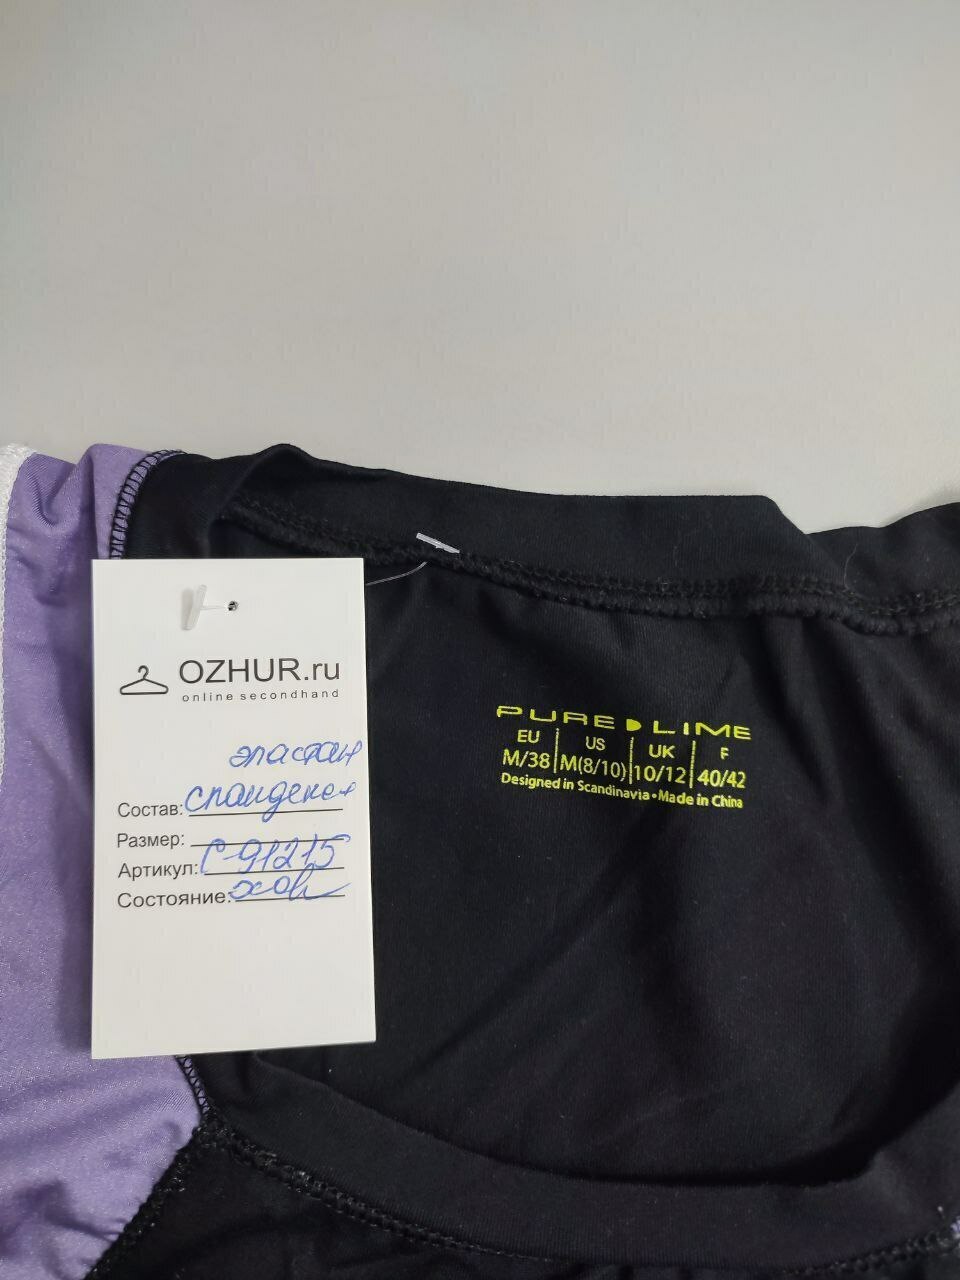 OZHUR.ru
online secondhand
эластан
Состав: спандекс
Размер:
Артикул: С-91215
Состояние: хов
PURE LIME
EU US UK F
M/38 M(8/10) 10/12 40/42
Designed in Scandinavia • Made in China